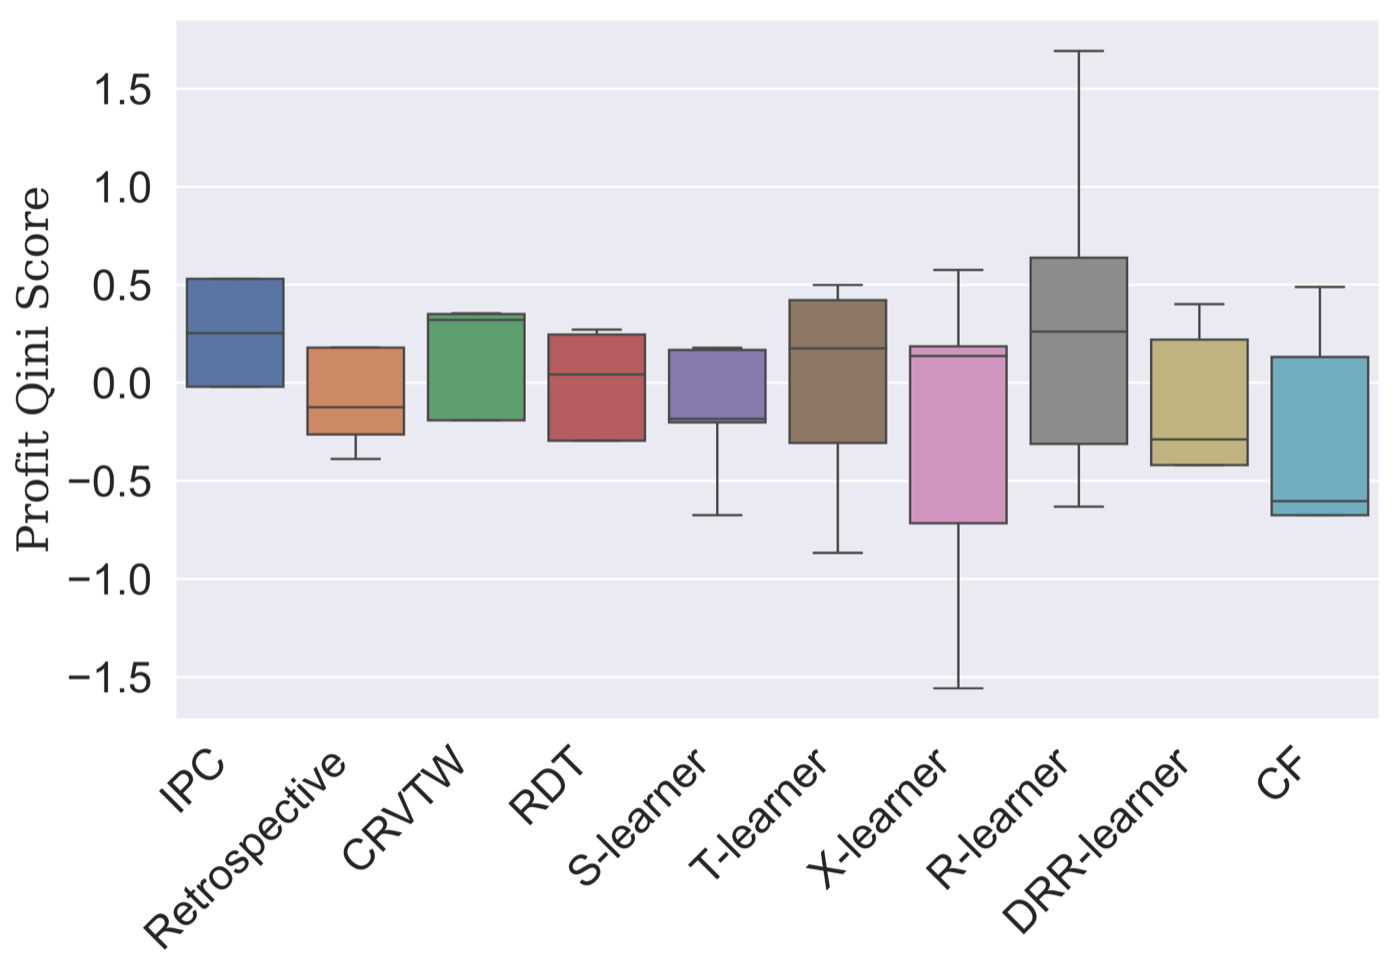 Profit Qini Score
1.5
1.0
0.5
0.0
−0.5
−1.0
−1.5
IPC
Retrospective
CRVTW
RDT
S-learner
T-learner
X-learner
R-learner
DRR-learner
CF